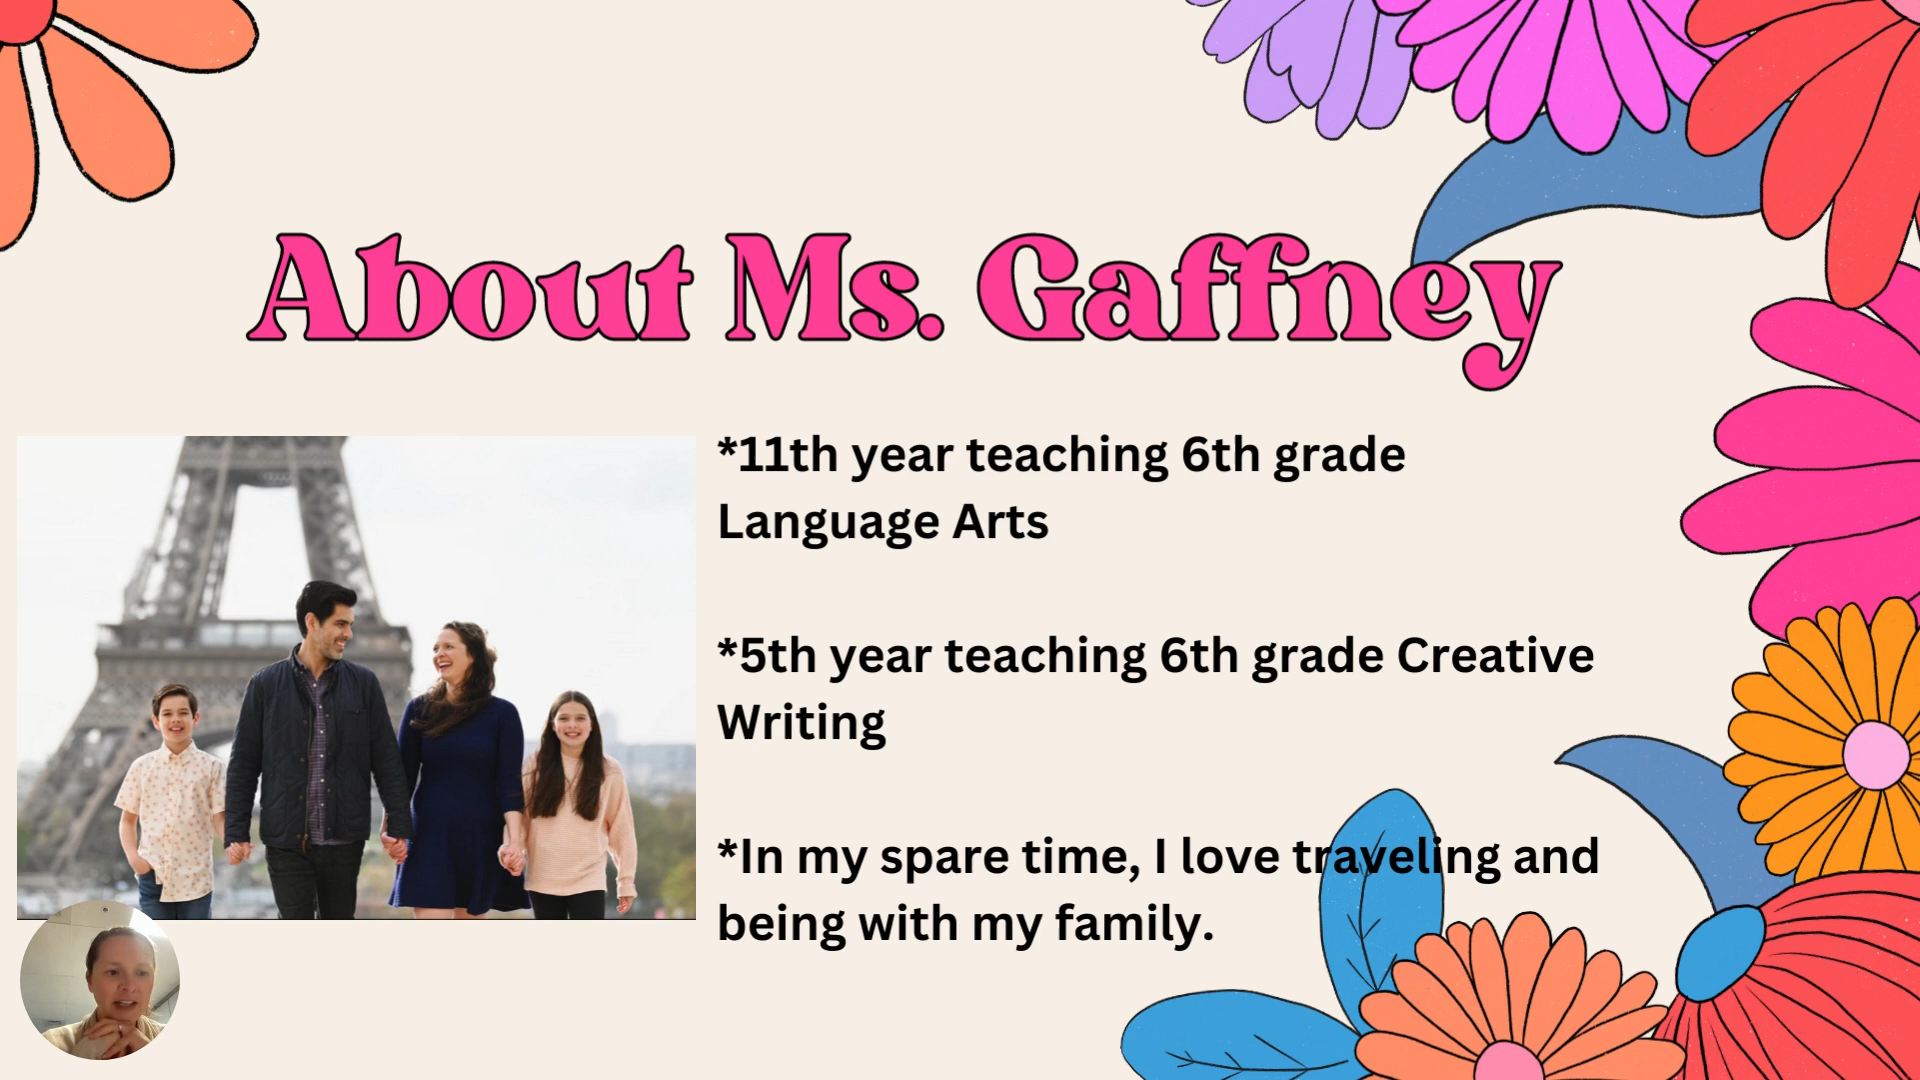 About Ms. Gaffney
*11th year teaching 6th grade
Language Arts
*5th year teaching 6th grade Creative
Writing
*In my spare time, I love traveling and
being with my family.